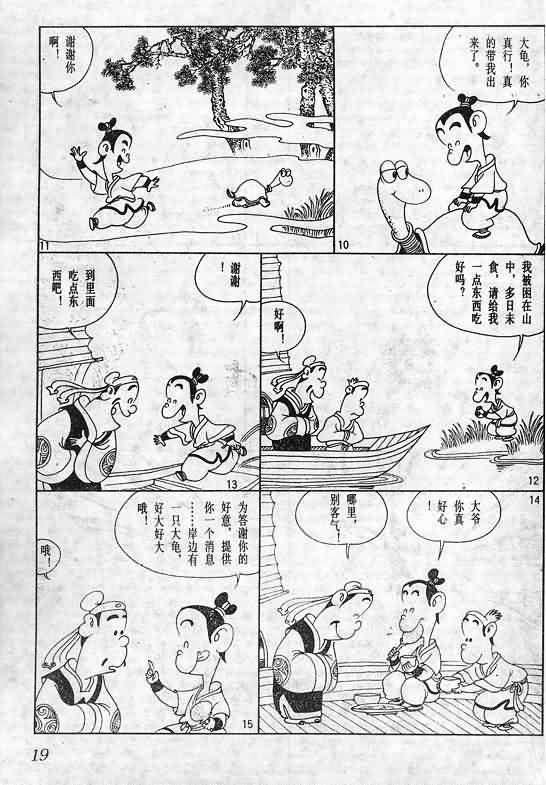 大龟，你
真行！真
的带我出
来了。
10
谢谢你
啊！
11
我被困在山
中，多日未
食，请给我
一点东西吃
好吗？
好啊！
12
谢谢
！
到里面
吃点东
西吧！
13
大爷
你真
好心！
哪里，
别客气！
14
为答谢你的
好意，提供
你一个消息
……岸边有
一只大龟，
好大好大
哦！
哦！
15
19